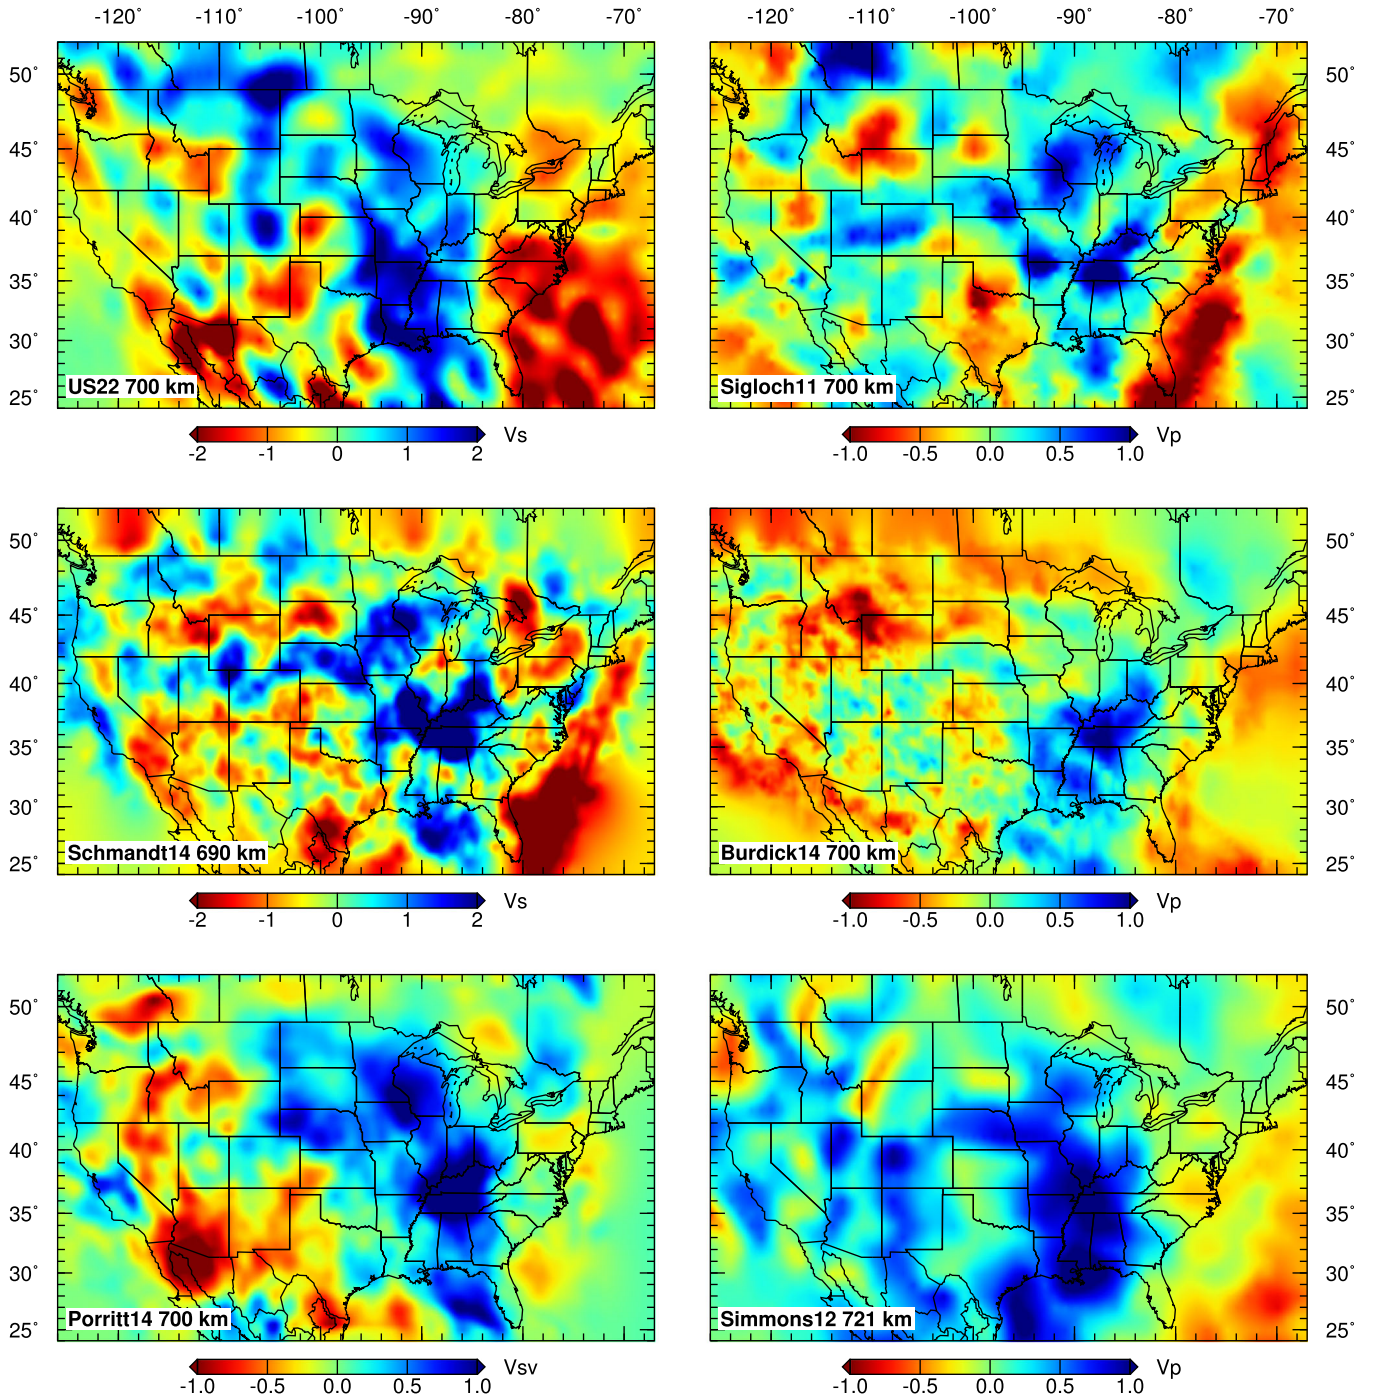 -120° -110° -100° -90° -80° -70° -120° -110° -100° -90° -80° -70°
50° 50°
45° 45°
40° 40°
35° 35°
30° 30°
25° 25°
US22 700 km Sigloch11 700 km
Vs Vp
-2 -1 0 1 2 -1.0 -0.5 0.0 0.5 1.0
50° 50°
45° 45°
40° 40°
35° 35°
30° 30°
25° 25°
Schmandt14 690 km Burdick14 700 km
Vs Vp
-2 -1 0 1 2 -1.0 -0.5 0.0 0.5 1.0
50° 50°
45° 45°
40° 40°
35° 35°
30° 30°
25° 25°
Porritt14 700 km Simmons12 721 km
Vsv Vp
-1.0 -0.5 0.0 0.5 1.0 -1.0 -0.5 0.0 0.5 1.0